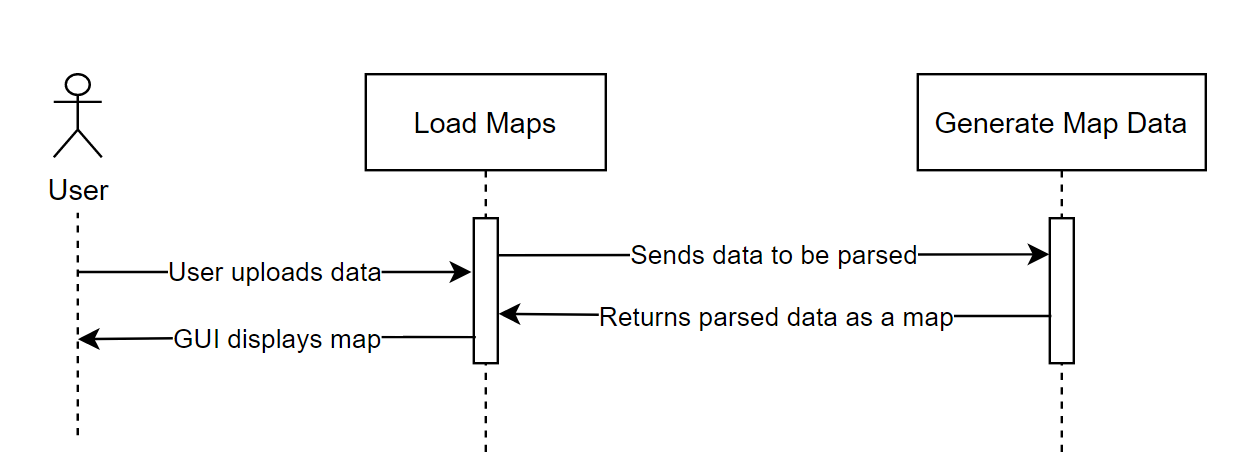 Load Maps
Generate Map Data
User
Sends data to be parsed
User uploads data
Returns parsed data as a map
GUI displays map